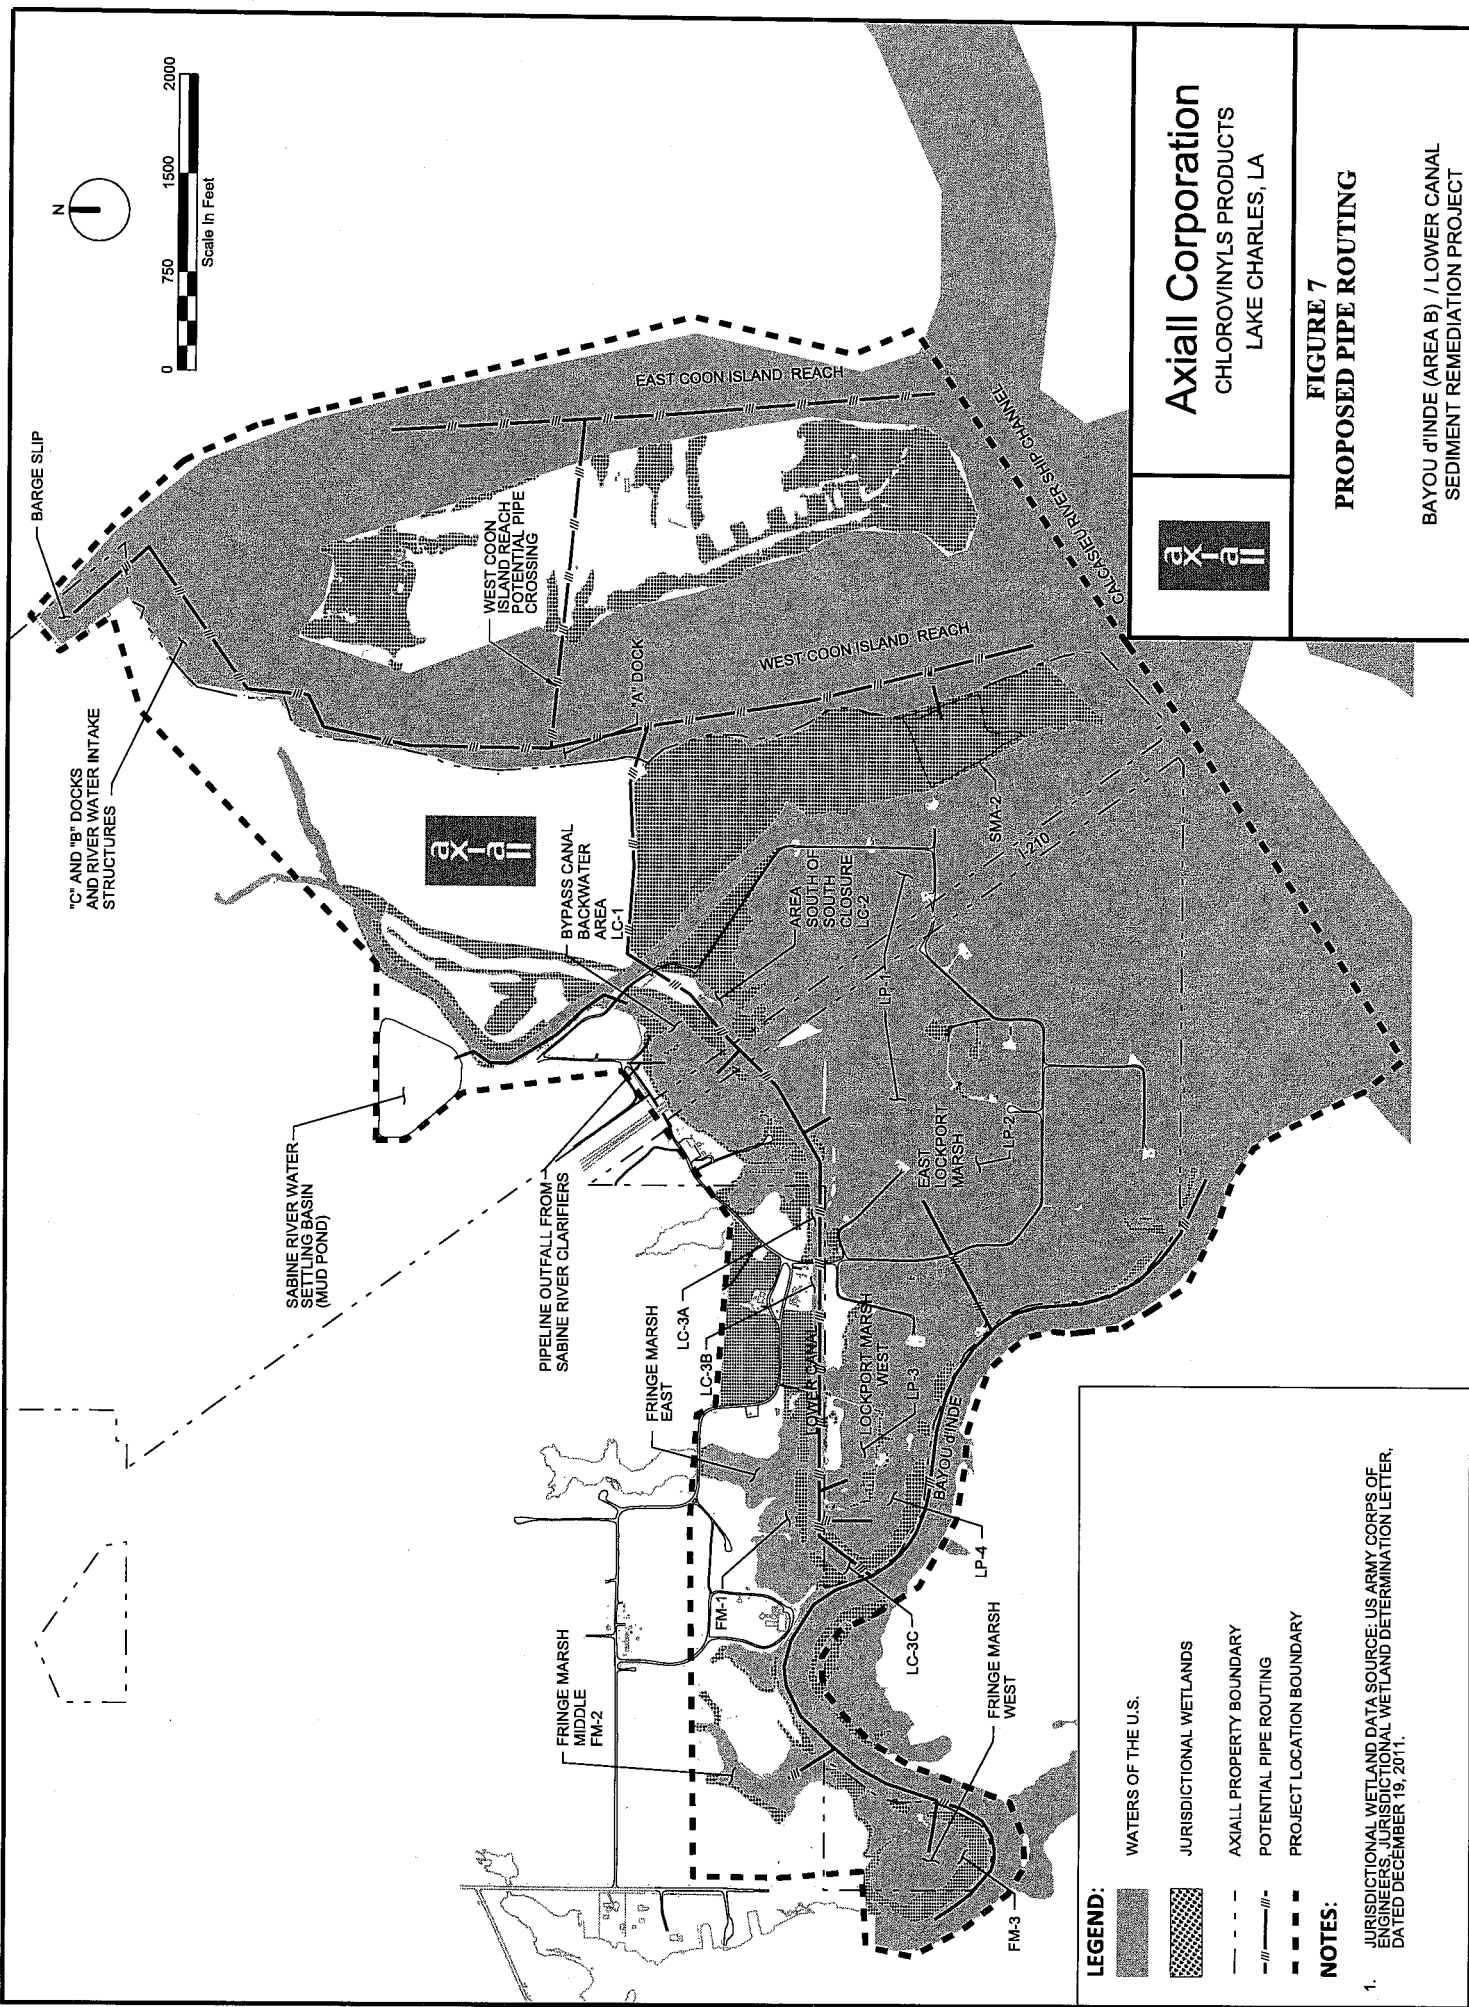 N
0
750
1500
2000
Scale In Feet
BARGE SLIP
"C" AND "B" DOCKS
AND RIVER WATER INTAKE
STRUCTURES
EAST COON ISLAND REACH
WEST COON
ISLAND REACH
POTENTIAL PIPE
CROSSING
"A" DOCK
WEST COON ISLAND REACH
CALCASIEU RIVER SHIP CHANNEL
axiall
SABINE RIVER WATER
SETTLING BASIN
(MUD POND)
BYPASS CANAL
BACKWATER
AREA
LC-1
AREA
SOUTH OF
SOUTH
CLOSURE
LC-2
SMA-2
I-210
PIPELINE OUTFALL FROM
SABINE RIVER CLARIFIERS
LP-1
EAST
LOCKPORT
MARSH
LP-2
LC-3A
LC-3B
FRINGE MARSH
EAST
LOWER CANAL
LOCKPORT MARSH
WEST
LP-3
BAYOU d'INDE
LP-4
FM-1
LC-3C
FRINGE MARSH
MIDDLE
FM-2
FRINGE MARSH
WEST
FM-3
LEGEND:
WATERS OF THE U.S.
JURISDICTIONAL WETLANDS
AXIALL PROPERTY BOUNDARY
POTENTIAL PIPE ROUTING
PROJECT LOCATION BOUNDARY
NOTES:
1. JURISDICTIONAL WETLAND DATA SOURCE: US ARMY CORPS OF
ENGINEERS, JURISDICTIONAL WETLAND DETERMINATION LETTER,
DATED DECEMBER 19, 2011.
axiall
Axiall Corporation
CHLOROVINYLS PRODUCTS
LAKE CHARLES, LA
FIGURE 7
PROPOSED PIPE ROUTING
BAYOU d'INDE (AREA B) / LOWER CANAL
SEDIMENT REMEDIATION PROJECT